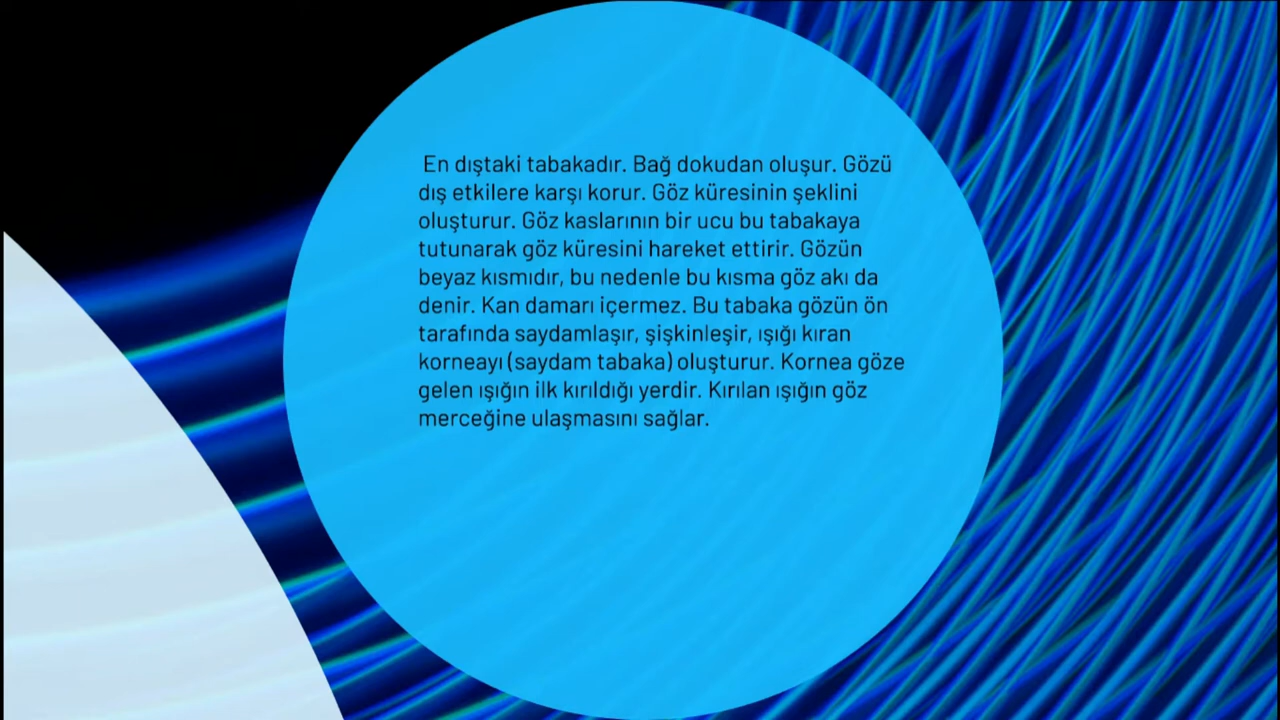 En dıştaki tabakadır. Bağ dokudan oluşur. Gözü
dış etkilere karşı korur. Göz küresinin şeklini
oluşturur. Göz kaslarının bir ucu bu tabakaya
tutunarak göz küresini hareket ettirir. Gözün
beyaz kısmıdır, bu nedenle bu kısma göz akı da
denir. Kan damarı içermez. Bu tabaka gözün ön
tarafında saydamlaşır, şişkinleşir, ışığı kıran
korneayı (saydam tabaka) oluşturur. Kornea göze
gelen ışığın ilk kırıldığı yerdir. Kırılan ışığın göz
merceğine ulaşmasını sağlar.